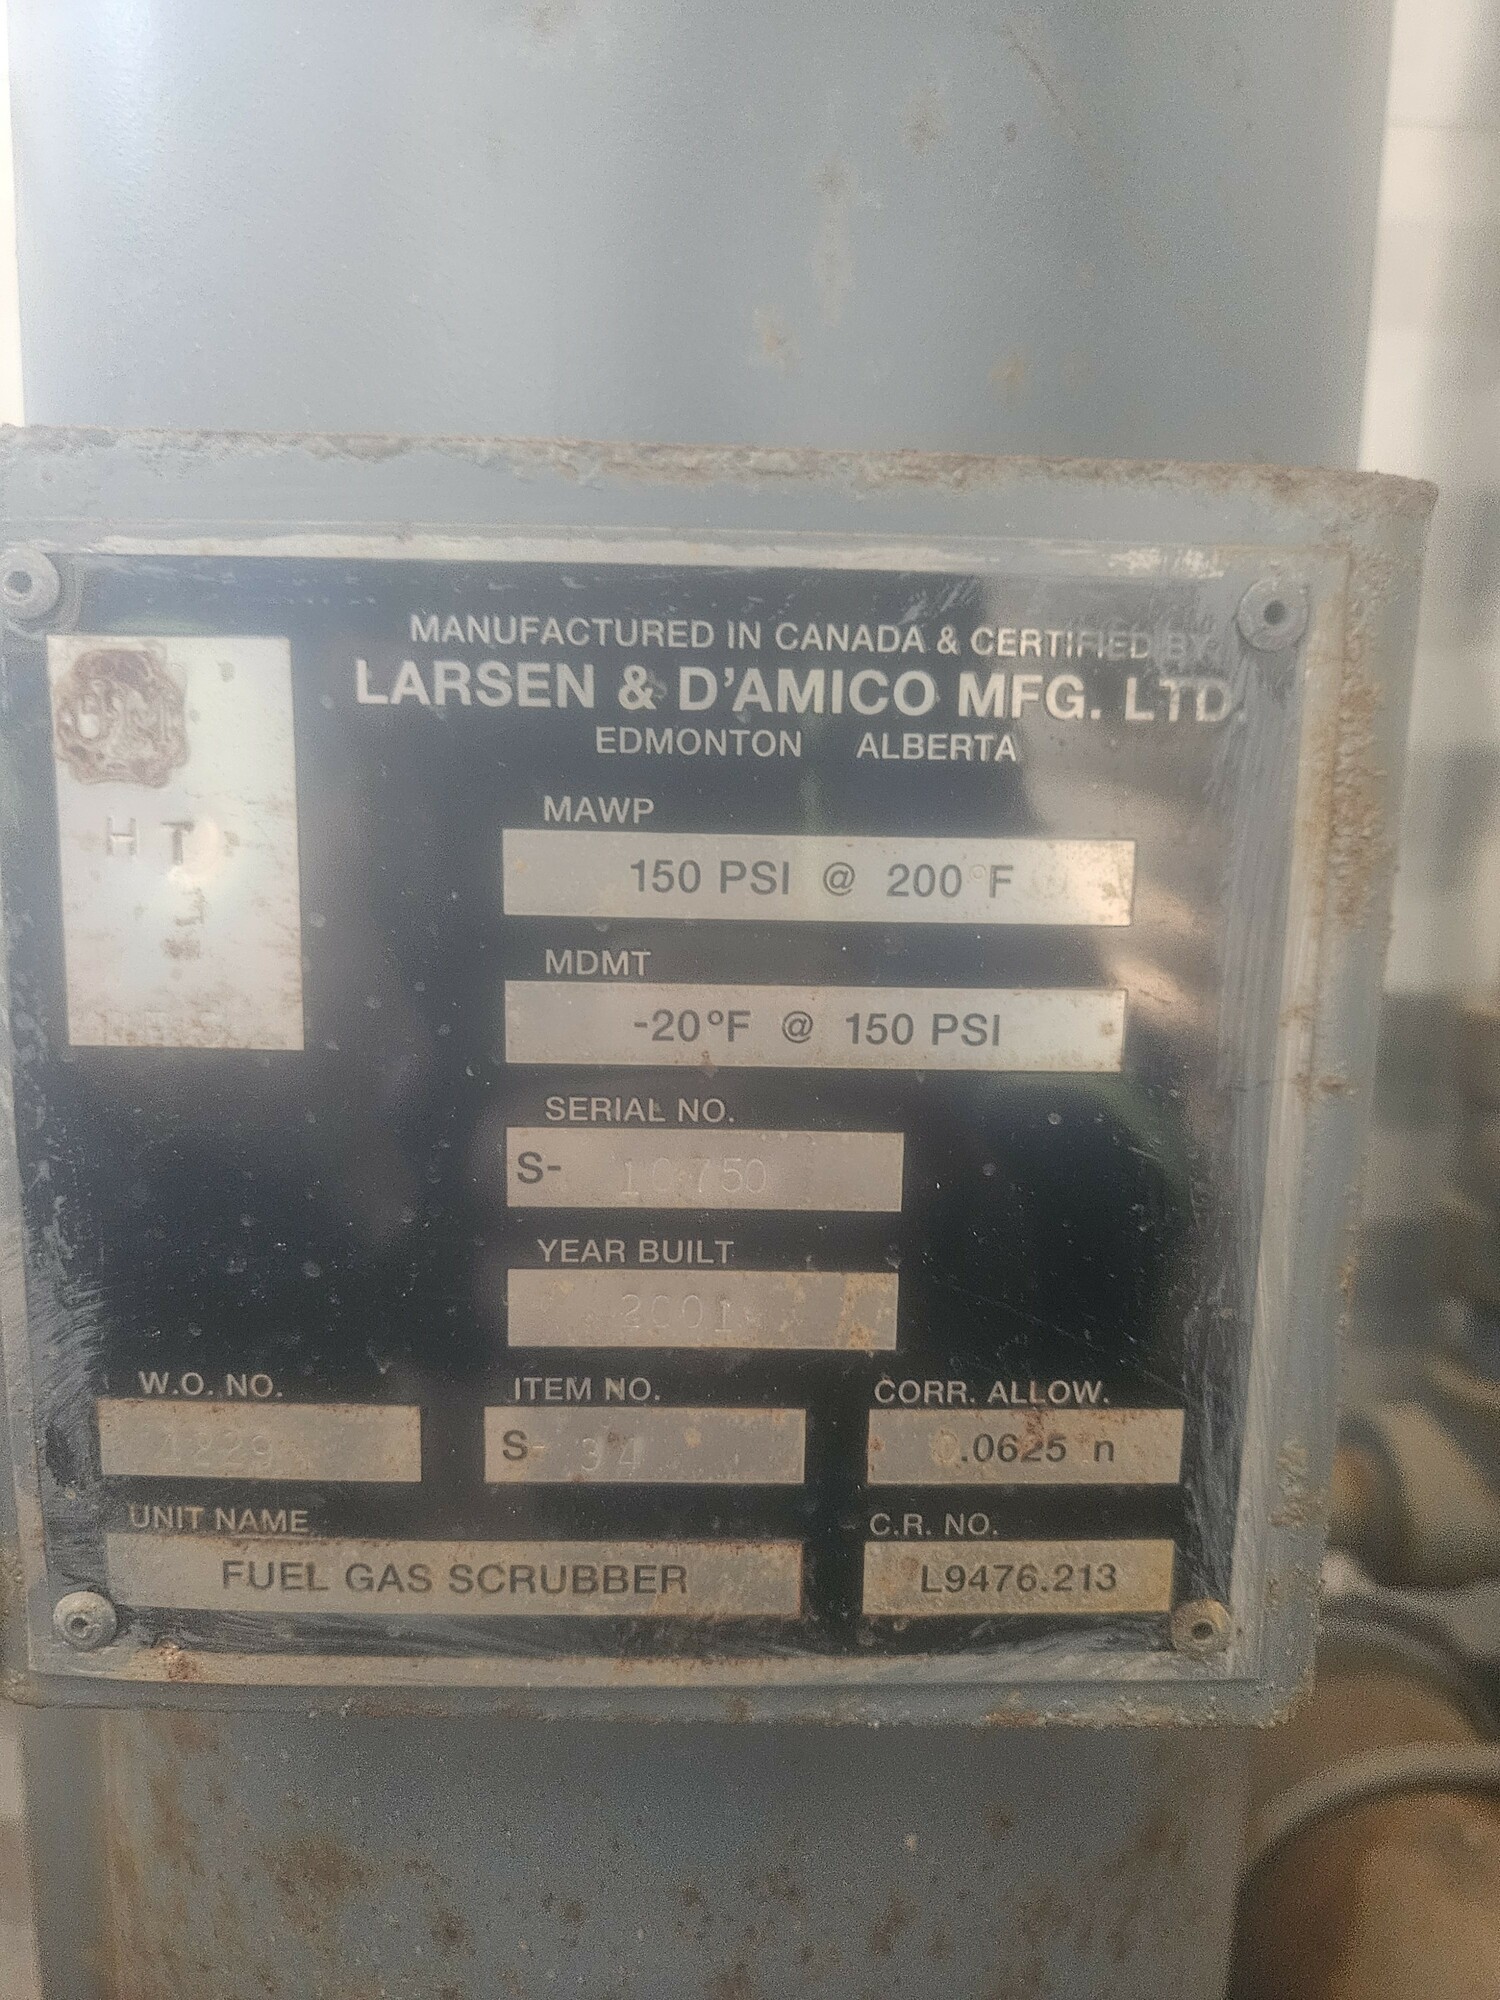 MANUFACTURED IN CANADA & CERTIFIED BY
LARSEN & D'AMICO MFG. LTD.
EDMONTON ALBERTA
H T
MAWP
150 PSI @ 200°F
MDMT
-20°F @ 150 PSI
SERIAL NO.
S- 10750
YEAR BUILT
2001
W.O. NO. ITEM NO. CORR. ALLOW.
1229 S- 34 .0625 n
UNIT NAME C.R. NO.
FUEL GAS SCRUBBER L9476.213